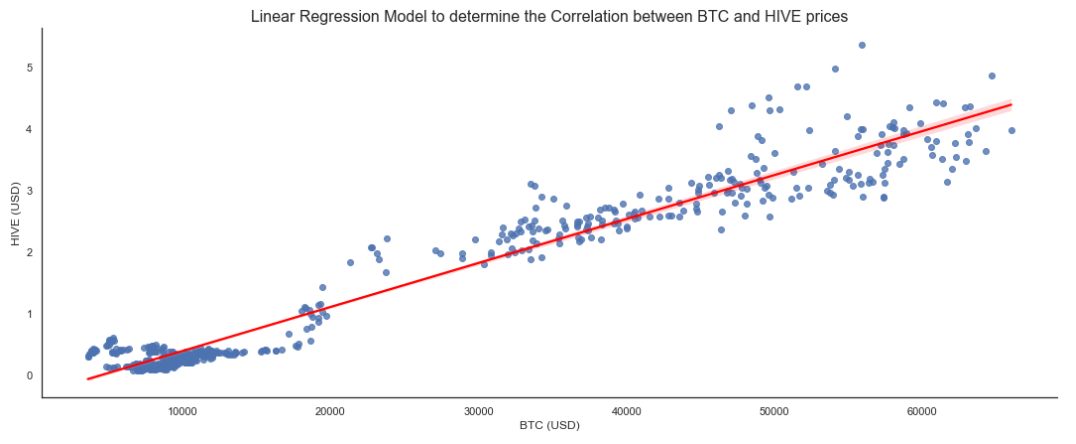 Linear Regression Model to determine the Correlation between BTC and HIVE prices
5
4
3
2
1
0
HIVE (USD)
10000 20000 30000 40000 50000 60000
BTC (USD)